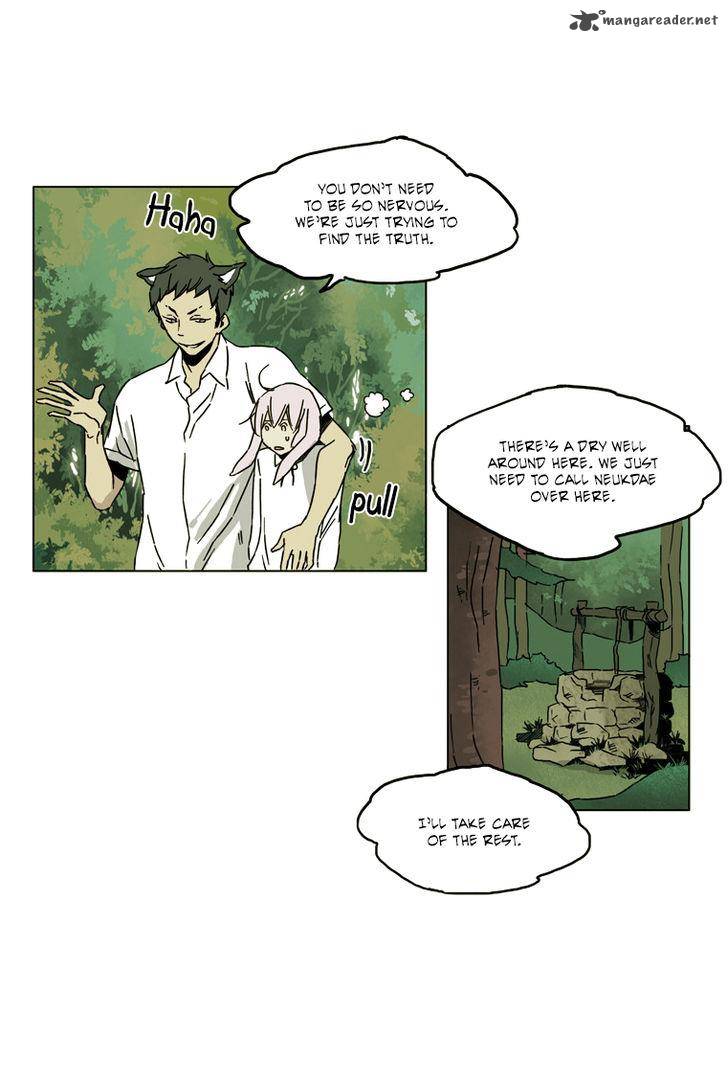 mangareader.net
YOU DON'T NEED
TO BE SO NERVOUS.
WE'RE JUST TRYING TO
FIND THE TRUTH.
Haha
pull
THERE'S A DRY WELL
AROUND HERE. WE JUST
NEED TO CALL NEUKDAE
OVER HERE.
I'LL TAKE CARE
OF THE REST.